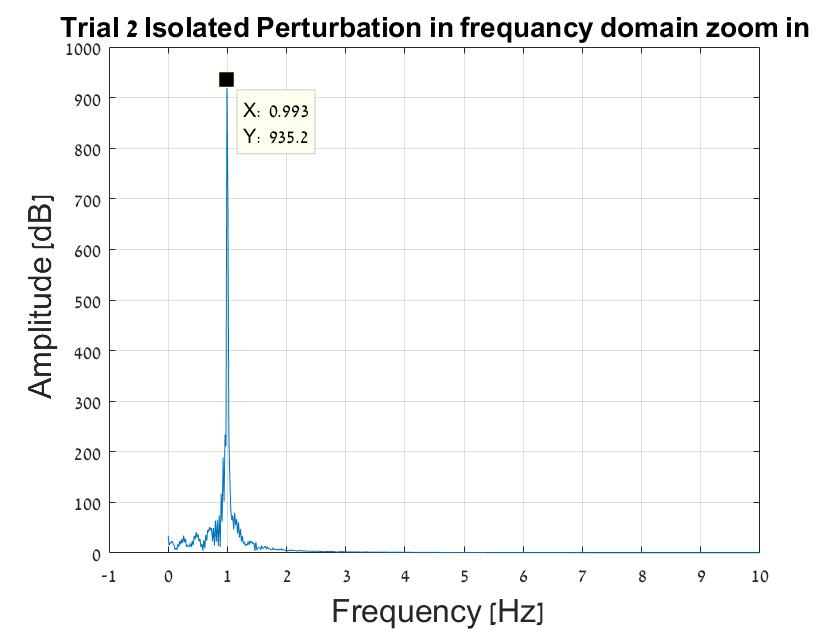 Trial 2 Isolated Perturbation in frequancy domain zoom in
1000
900
800
700
600
500
400
300
200
100
0
X: 0.993
Y: 935.2
Amplitude [dB]
-1 0 1 2 3 4 5 6 7 8 9 10
Frequency [Hz]